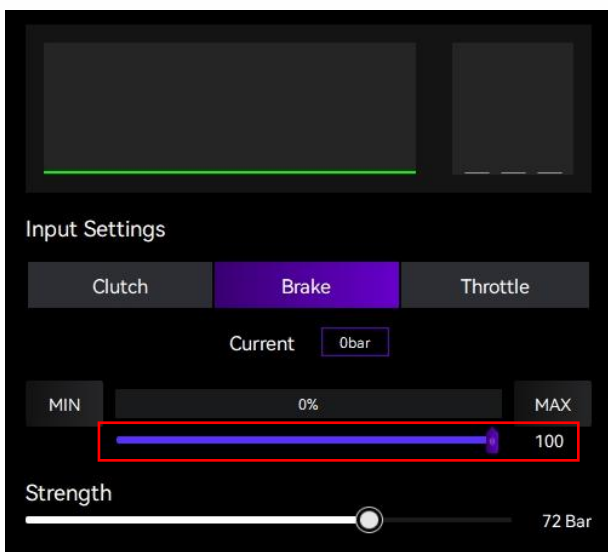 Input Settings
Clutch Brake Throttle
Current 0bar
MIN 0% MAX
100
Strength
72 Bar